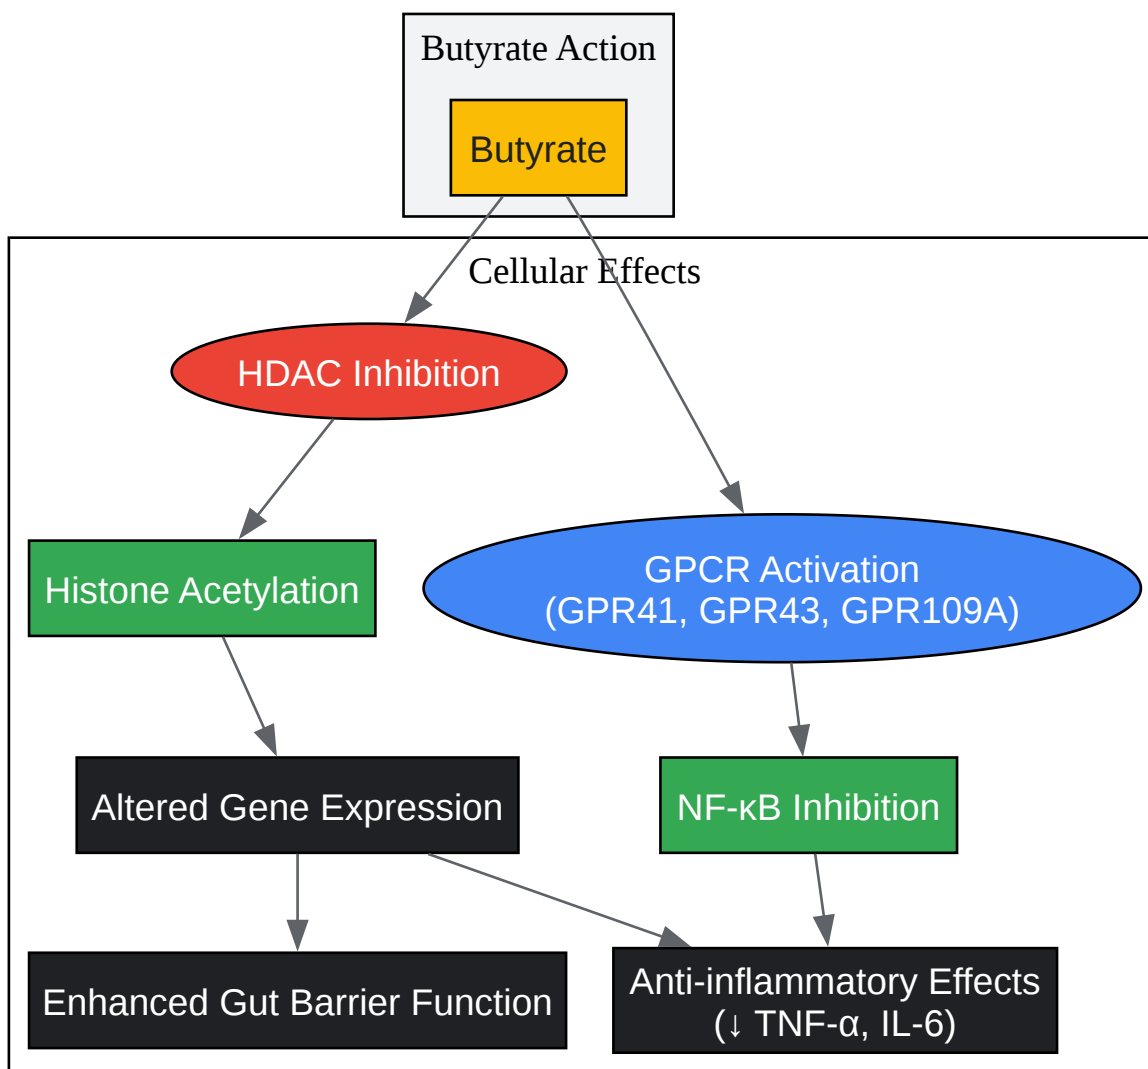 Butyrate Action
Butyrate
Cellular Effects
HDAC Inhibition
Histone Acetylation
GPCR Activation
(GPR41, GPR43, GPR109A)
Altered Gene Expression
NF-κB Inhibition
Enhanced Gut Barrier Function
Anti-inflammatory Effects
(↓ TNF-α, IL-6)